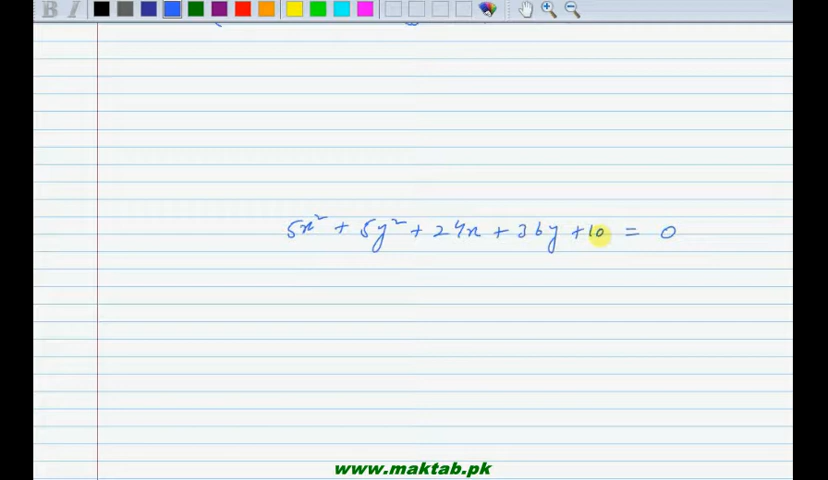 B I
5x² + 5y² + 24x + 36y + 10 = 0
www.maktab.pk